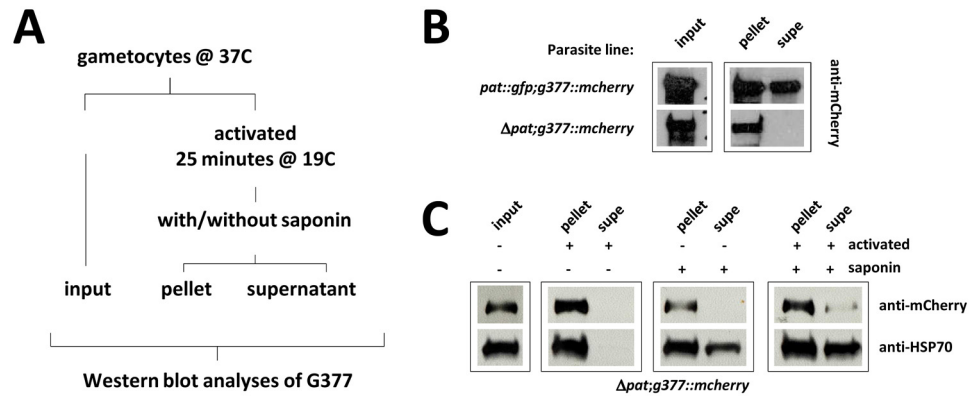 A
gametocytes @ 37C
activated
25 minutes @ 19C
with/without saponin
input pellet supernatant
Western blot analyses of G377
B
Parasite line: input pellet supe
pat::gfp;g377::mcherry
Δpat;g377::mcherry
anti-mCherry
C
input pellet supe pellet supe pellet supe
- + + - - + + activated
- - - + + + + saponin
anti-mCherry
anti-HSP70
Δpat;g377::mcherry